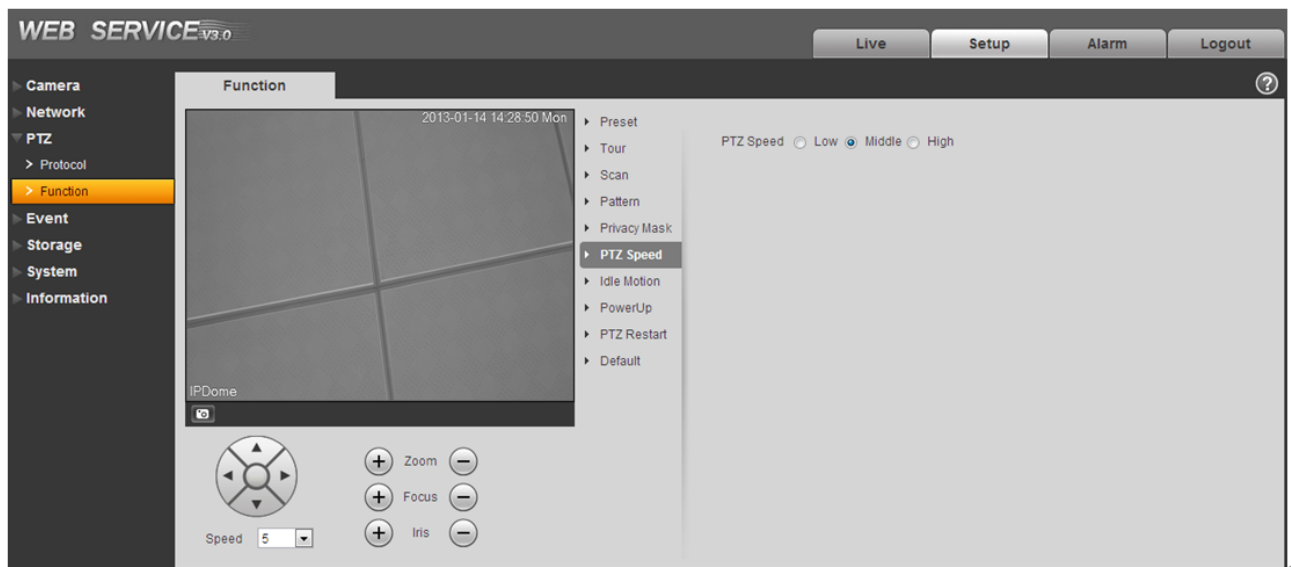 WEB SERVICE V3.0
Live
Setup
Alarm
Logout
Camera
Network
PTZ
Protocol
Function
Event
Storage
System
Information
Function
?
2013-01-14 14:28:50 Mon
IPDome
Preset
Tour
Scan
Pattern
Privacy Mask
PTZ Speed
Idle Motion
PowerUp
PTZ Restart
Default
PTZ Speed Low Middle High
Zoom
Focus
Iris
Speed 5